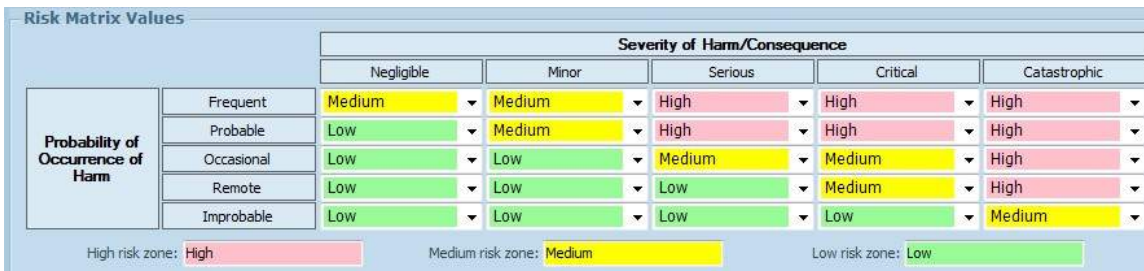 Risk Matrix Values
Severity of Harm/Consequence
Negligible Minor Serious Critical Catastrophic
Probability of Occurrence of Harm
Frequent Medium Medium High High High
Probable Low Medium High High High
Occasional Low Low Medium Medium High
Remote Low Low Low Medium High
Improbable Low Low Low Low Medium
High risk zone: High Medium risk zone: Medium Low risk zone: Low